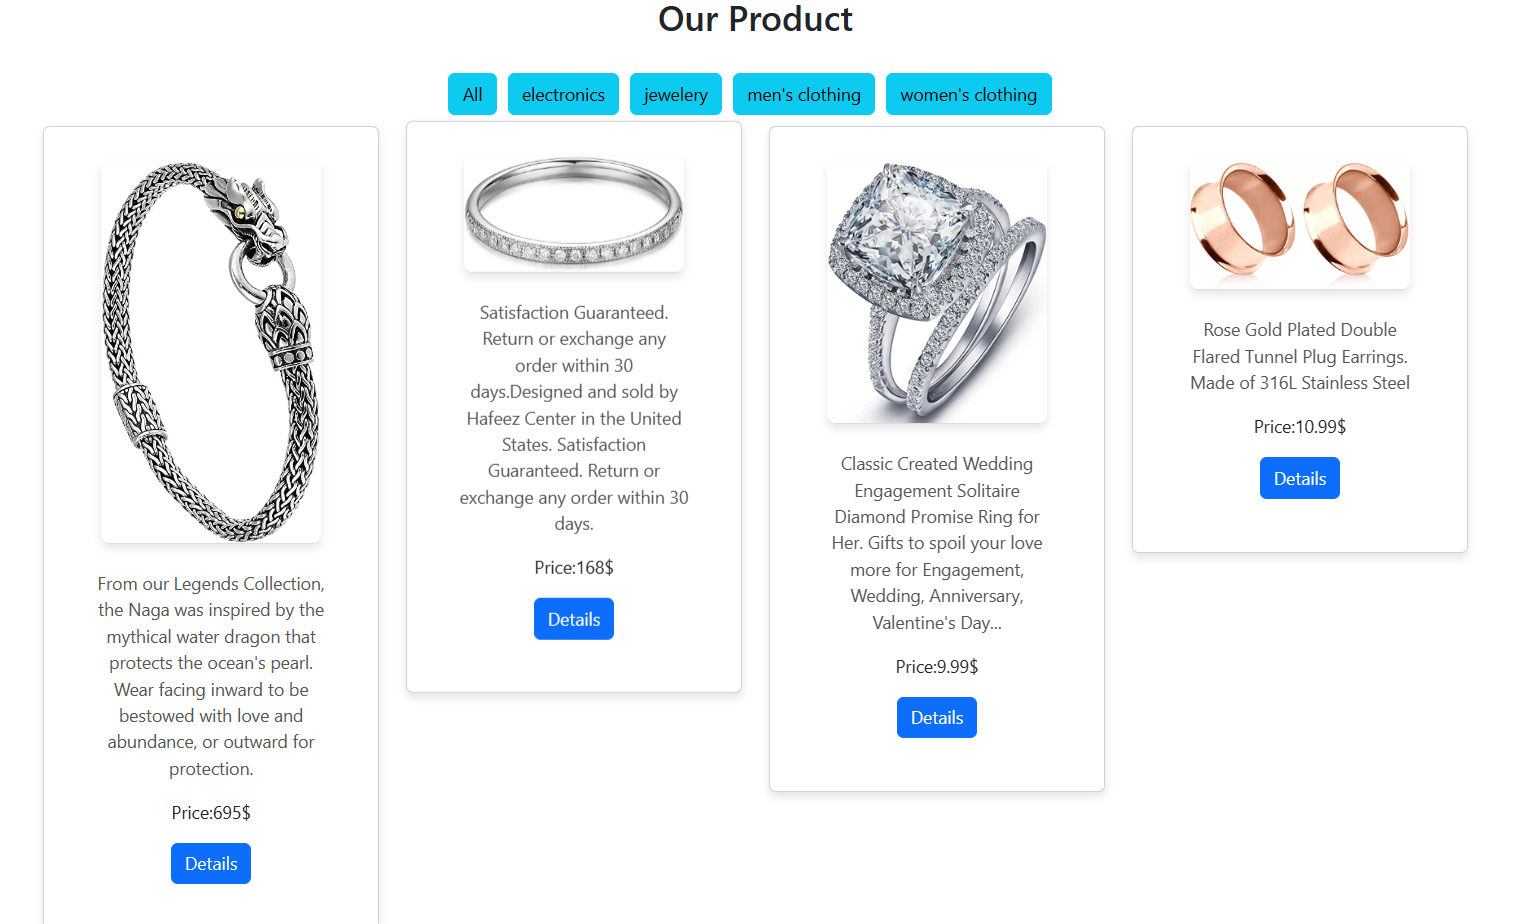 Our Product
All
electronics
jewelery
men's clothing
women's clothing
From our Legends Collection,
the Naga was inspired by the
mythical water dragon that
protects the ocean's pearl.
Wear facing inward to be
bestowed with love and
abundance, or outward for
protection.
Price:695$
Details
Satisfaction Guaranteed.
Return or exchange any
order within 30
days.Designed and sold by
Hafeez Center in the United
States. Satisfaction
Guaranteed. Return or
exchange any order within 30
days.
Price:168$
Details
Classic Created Wedding
Engagement Solitaire
Diamond Promise Ring for
Her. Gifts to spoil your love
more for Engagement,
Wedding, Anniversary,
Valentine's Day...
Price:9.99$
Details
Rose Gold Plated Double
Flared Tunnel Plug Earrings.
Made of 316L Stainless Steel
Price:10.99$
Details